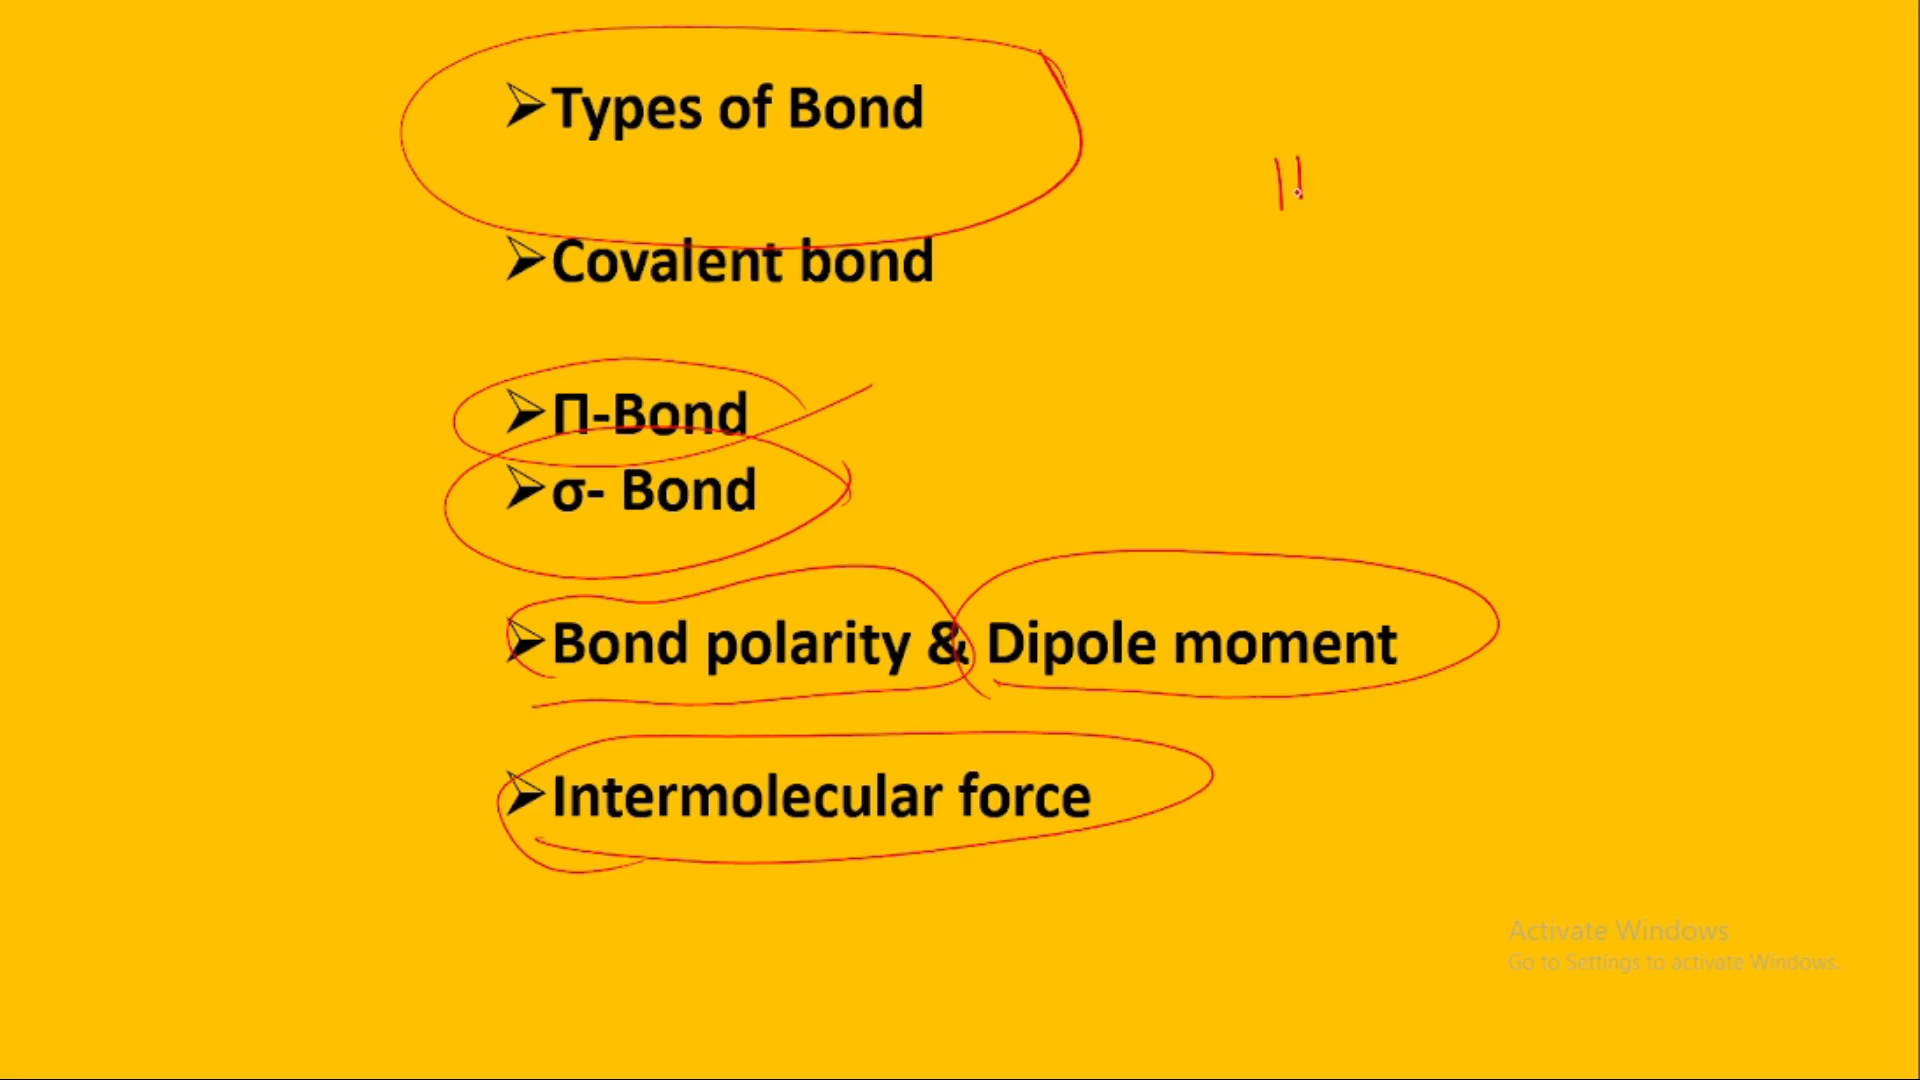 ➢Types of Bond
➢Covalent bond
➢Π-Bond
➢σ- Bond
➢Bond polarity & Dipole moment
➢Intermolecular force
Activate Windows
Go to Settings to activate Windows.